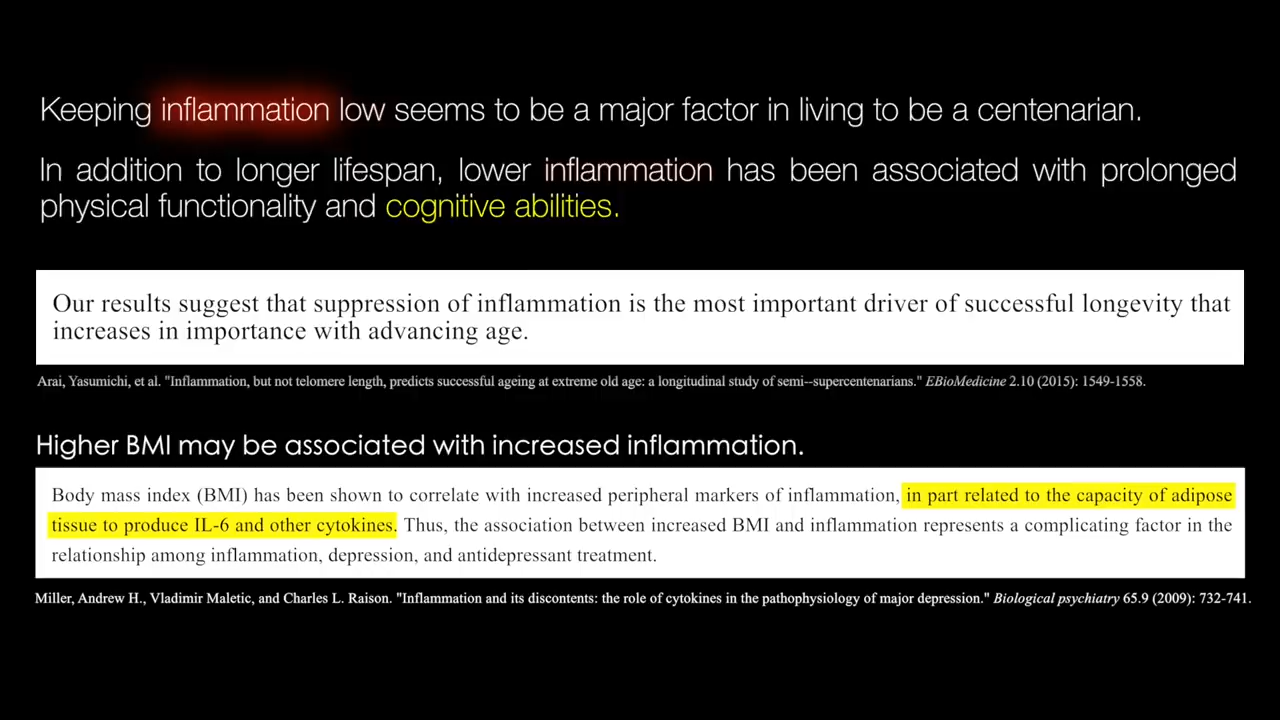 Keeping inflammation low seems to be a major factor in living to be a centenarian.
In addition to longer lifespan, lower inflammation has been associated with prolonged
physical functionality and cognitive abilities.
Our results suggest that suppression of inflammation is the most important driver of successful longevity that
increases in importance with advancing age.
Arai, Yasumichi, et al. "Inflammation, but not telomere length, predicts successful ageing at extreme old age: a longitudinal study of semi--supercentenarians." EBioMedicine 2.10 (2015): 1549-1558.
Higher BMI may be associated with increased inflammation.
Body mass index (BMI) has been shown to correlate with increased peripheral markers of inflammation, in part related to the capacity of adipose
tissue to produce IL-6 and other cytokines. Thus, the association between increased BMI and inflammation represents a complicating factor in the
relationship among inflammation, depression, and antidepressant treatment.
Miller, Andrew H., Vladimir Maletic, and Charles L. Raison. "Inflammation and its discontents: the role of cytokines in the pathophysiology of major depression." Biological psychiatry 65.9 (2009): 732-741.